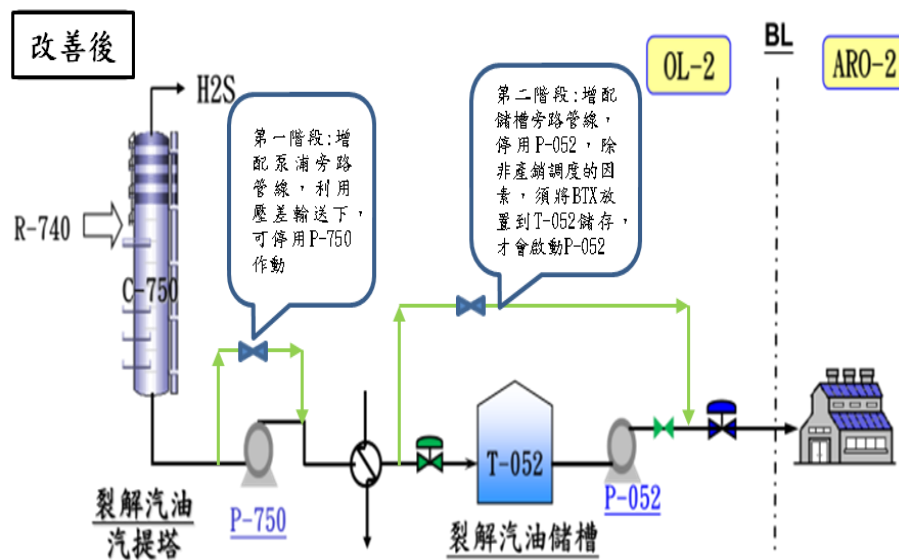 改善後
BL
OL-2
ARO-2
H2S
第一階段:增
配泵浦旁路
管線，利用
壓差輸送下，
可停用P-750
作動
第二階段:增配
儲槽旁路管線，
停用P-052，除
非產銷調度的因
素，須將BTX放
置到T-052儲存，
才會啟動P-052
R-740
C-750
T-052
P-750
P-052
裂解汽油
汽提塔
裂解汽油儲槽